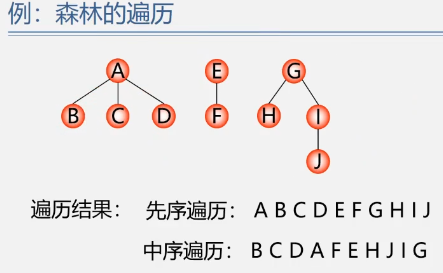 例：森林的遍历
A E G
B C D F H I
J
遍历结果： 先序遍历： A B C D E F G H I J
中序遍历： B C D A F E H J I G